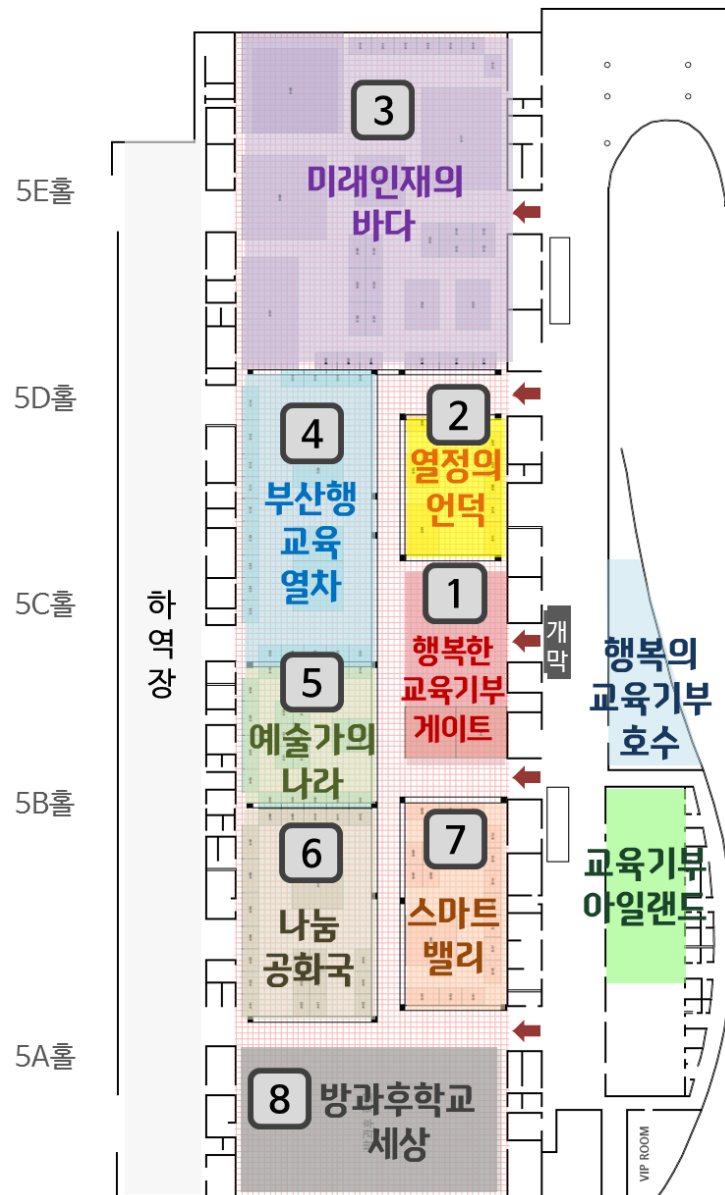 5E홀
3
미래인재의
바다
5D홀
4
부산행
교육
열차
2
열정의
언덕
5C홀
하역장
1
행복한
교육기부
게이트
개막
행복의
교육기부
호수
5
예술가의
나라
5B홀
6
나눔
공화국
7
스마트
밸리
교육기부
아일랜드
5A홀
8
방과후학교
세상
VIP ROOM